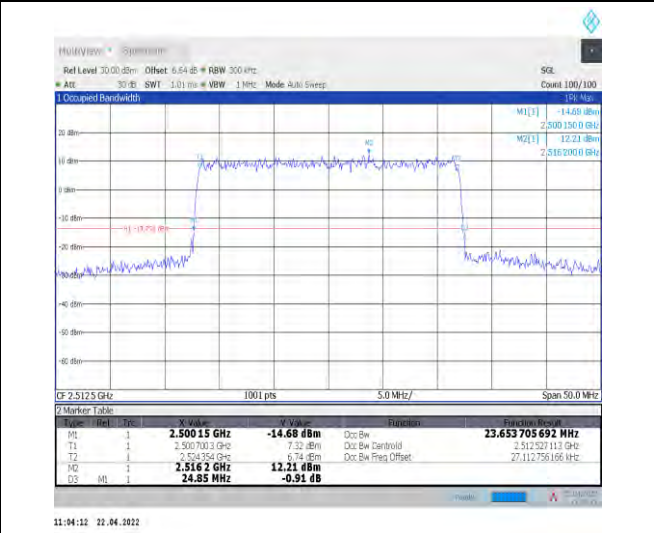 MultiView Spectrum
Ref Level 30.00 dBm Offset 6.64 dB RBW 300 kHz SGL
Att 30 dB SWT 1.01 ms VBW 1 MHz Mode Auto Sweep Count 100/100
1 Occupied Bandwidth 1Pk Max
M1[1] -14.68 dBm
2.500 150 0 GHz
M2[1] 12.21 dBm
2.516 200 0 GHz
20 dBm
M2
10 dBm
0 dBm
-10 dBm
-20 dBm
-30 dBm
-40 dBm
-50 dBm
-60 dBm
CF 2.5125 GHz 1001 pts 5.0 MHz/ Span 50.0 MHz
2 Marker Table
Type Ref Trc X-Value Y-Value Function Function Result
M1 1 2.500 15 GHz -14.68 dBm Occ Bw 23.653 705 692 MHz
T1 1 2.500 700 3 GHz 7.32 dBm Occ Bw Centroid 2.512 527 113 GHz
T2 1 2.524 354 GHz 6.74 dBm Occ Bw Freq Offset 27.112 756 166 kHz
M2 1 2.516 2 GHz 12.21 dBm
D3 M1 1 24.85 MHz -0.91 dB
11:04:12 22.04.2022